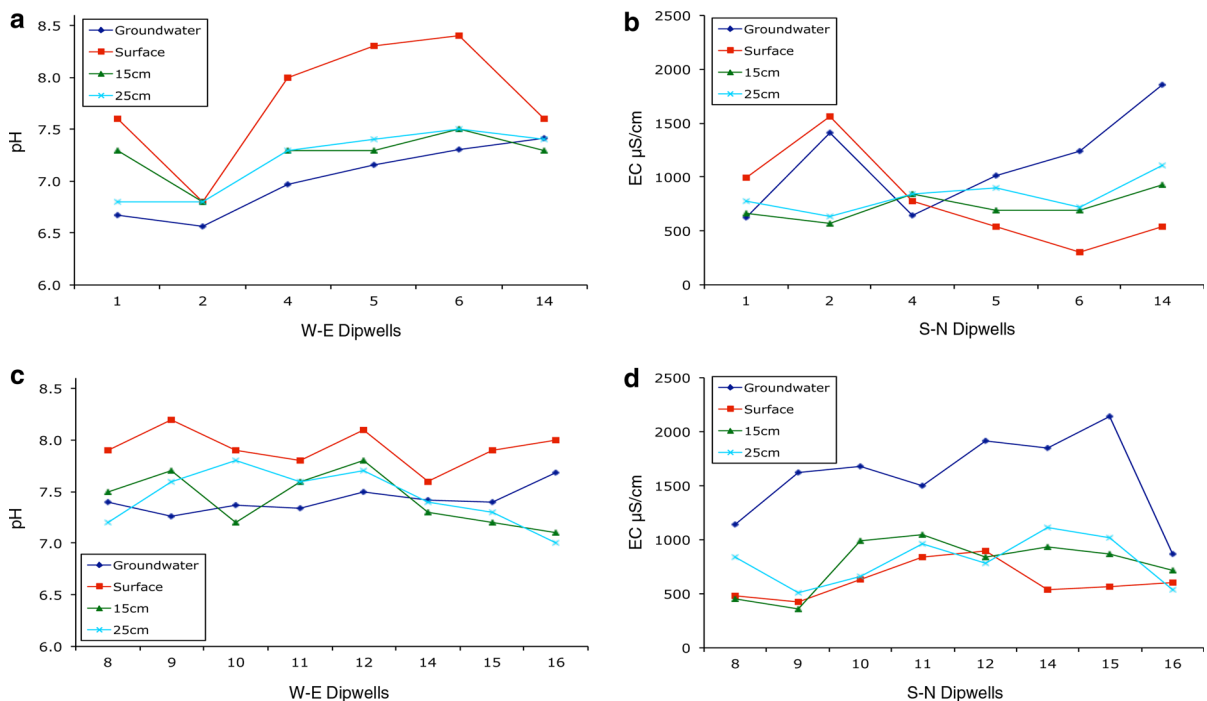 a
8.5
8.0
7.5
7.0
6.5
6.0
pH
Groundwater
Surface
15cm
25cm
1 2 4 5 6 14
W-E Dipwells
b
2500
2000
1500
1000
500
0
EC µS/cm
Groundwater
Surface
15cm
25cm
1 2 4 5 6 14
S-N Dipwells
c
8.5
8.0
7.5
7.0
7.5
6.5
6.0
pH
Groundwater
Surface
15cm
25cm
8 9 10 11 12 14 15 16
W-E Dipwells
d
2500
2000
1500
1000
500
0
EC µS/cm
Groundwater
Surface
15cm
25cm
8 9 10 11 12 14 15 16
S-N Dipwells